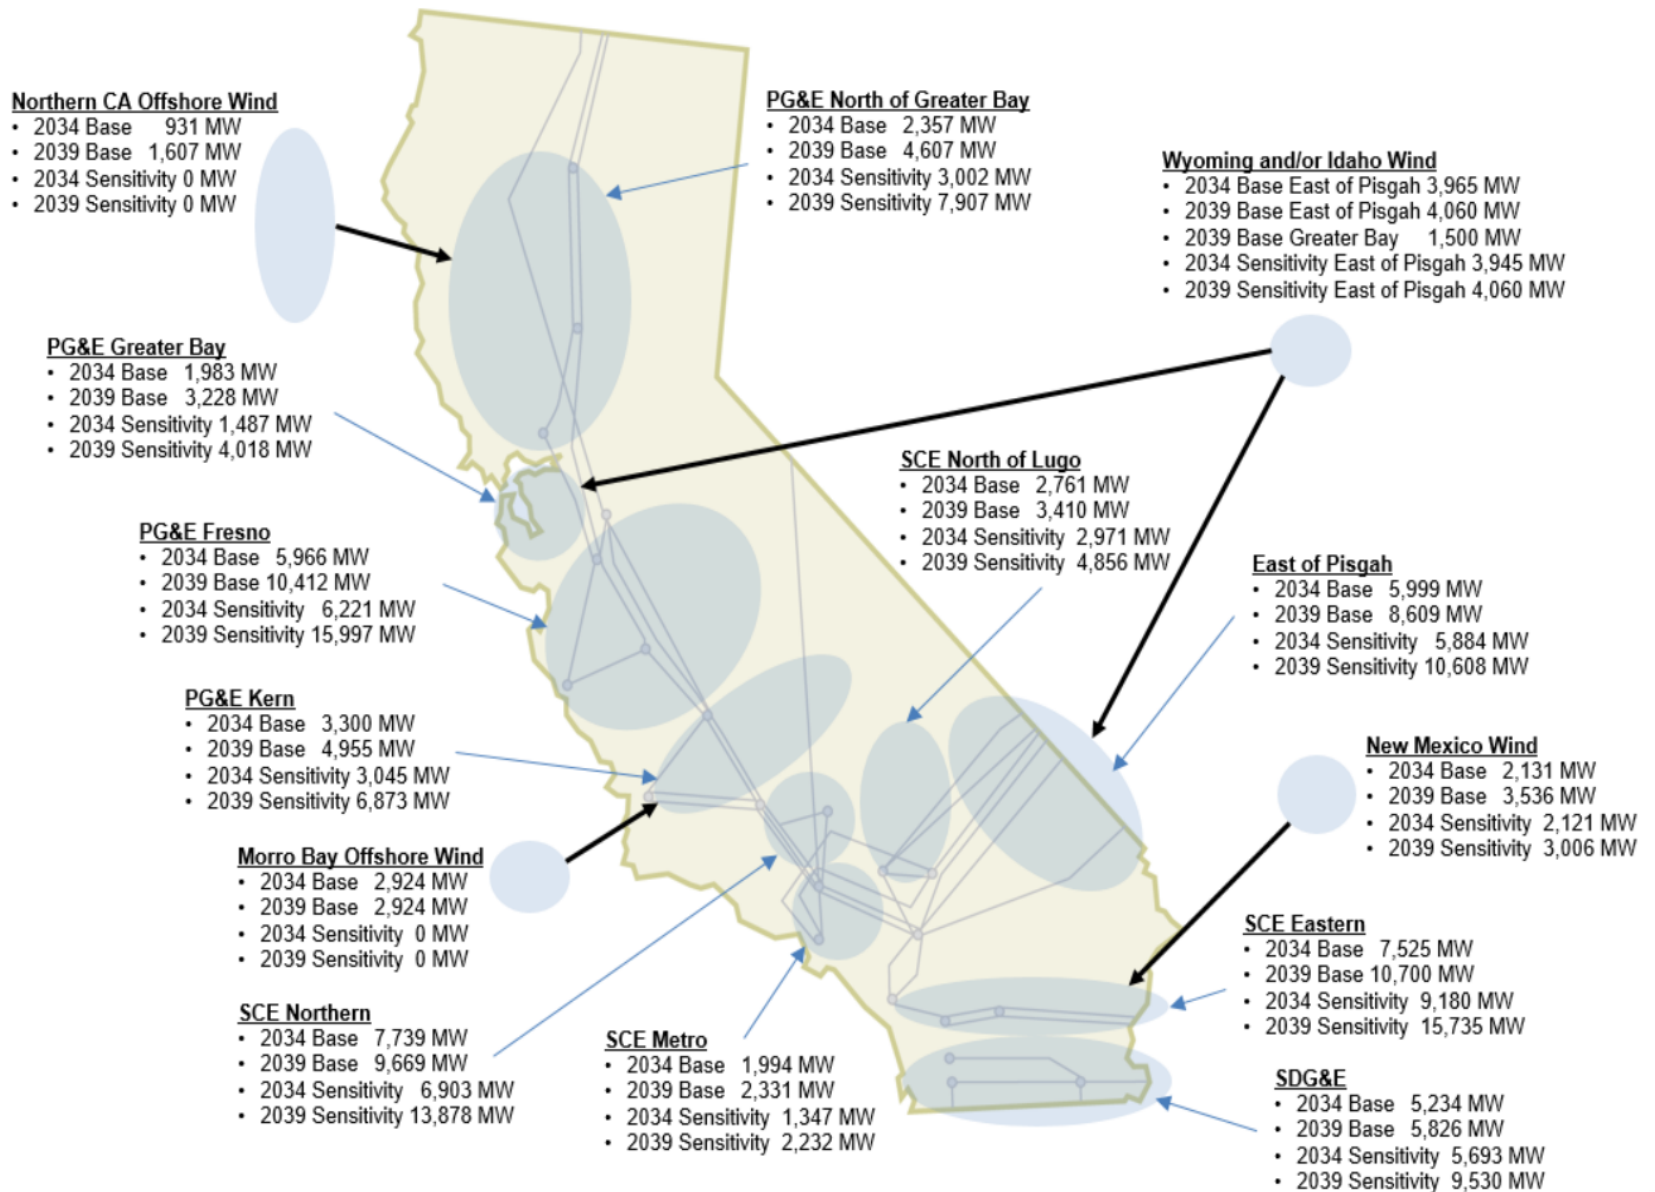 Northern CA Offshore Wind
• 2034 Base 931 MW
• 2039 Base 1,607 MW
• 2034 Sensitivity 0 MW
• 2039 Sensitivity 0 MW
PG&E North of Greater Bay
• 2034 Base 2,357 MW
• 2039 Base 4,607 MW
• 2034 Sensitivity 3,002 MW
• 2039 Sensitivity 7,907 MW
Wyoming and/or Idaho Wind
• 2034 Base East of Pisgah 3,965 MW
• 2039 Base East of Pisgah 4,060 MW
• 2039 Base Greater Bay 1,500 MW
• 2034 Sensitivity East of Pisgah 3,945 MW
• 2039 Sensitivity East of Pisgah 4,060 MW
PG&E Greater Bay
• 2034 Base 1,983 MW
• 2039 Base 3,228 MW
• 2034 Sensitivity 1,487 MW
• 2039 Sensitivity 4,018 MW
SCE North of Lugo
• 2034 Base 2,761 MW
• 2039 Base 3,410 MW
• 2034 Sensitivity 2,971 MW
• 2039 Sensitivity 4,856 MW
PG&E Fresno
• 2034 Base 5,966 MW
• 2039 Base 10,412 MW
• 2034 Sensitivity 6,221 MW
• 2039 Sensitivity 15,997 MW
East of Pisgah
• 2034 Base 5,999 MW
• 2039 Base 8,609 MW
• 2034 Sensitivity 5,884 MW
• 2039 Sensitivity 10,608 MW
PG&E Kern
• 2034 Base 3,300 MW
• 2039 Base 4,955 MW
• 2034 Sensitivity 3,045 MW
• 2039 Sensitivity 6,873 MW
New Mexico Wind
• 2034 Base 2,131 MW
• 2039 Base 3,536 MW
• 2034 Sensitivity 2,121 MW
• 2039 Sensitivity 3,006 MW
Morro Bay Offshore Wind
• 2034 Base 2,924 MW
• 2039 Base 2,924 MW
• 2034 Sensitivity 0 MW
• 2039 Sensitivity 0 MW
SCE Eastern
• 2034 Base 7,525 MW
• 2039 Base 10,700 MW
• 2034 Sensitivity 9,180 MW
• 2039 Sensitivity 15,735 MW
SCE Northern
• 2034 Base 7,739 MW
• 2039 Base 9,669 MW
• 2034 Sensitivity 6,903 MW
• 2039 Sensitivity 13,878 MW
SCE Metro
• 2034 Base 1,994 MW
• 2039 Base 2,331 MW
• 2034 Sensitivity 1,347 MW
• 2039 Sensitivity 2,232 MW
SDG&E
• 2034 Base 5,234 MW
• 2039 Base 5,826 MW
• 2034 Sensitivity 5,693 MW
• 2039 Sensitivity 9,530 MW